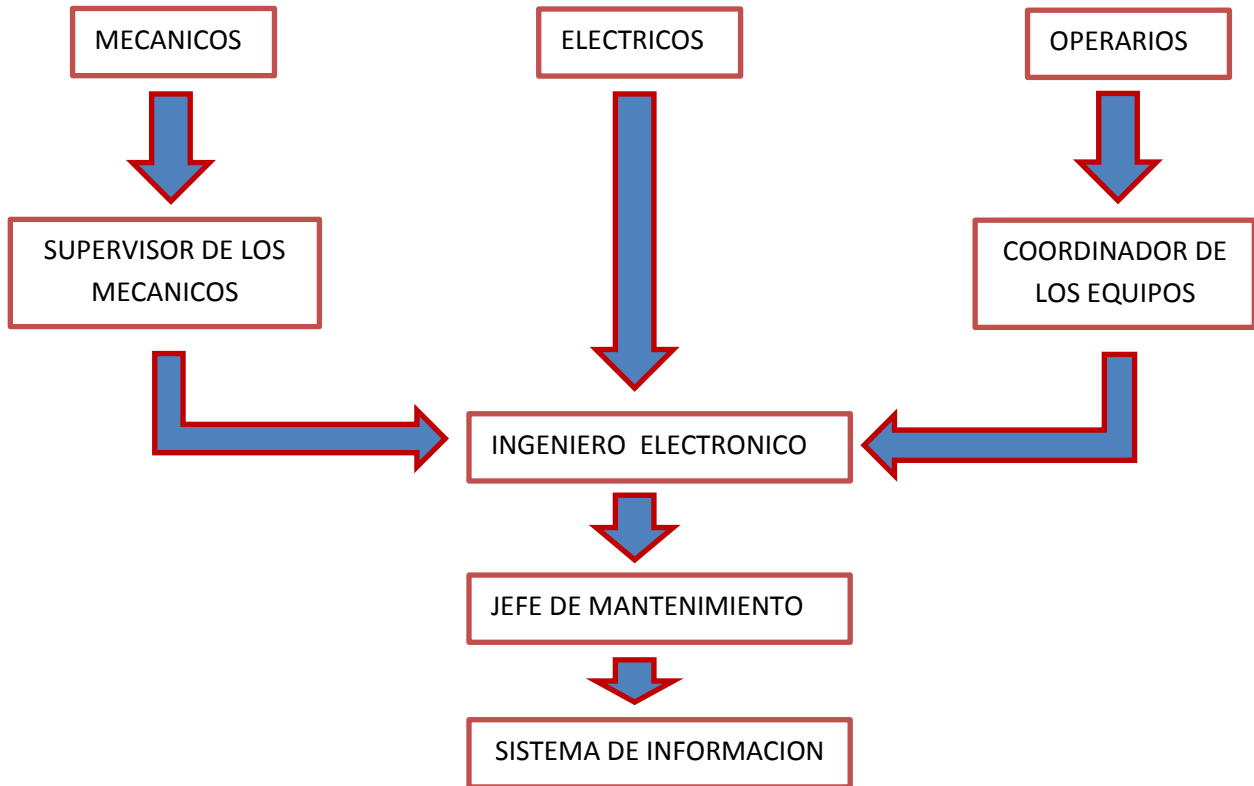 MECANICOS
ELECTRICOS
OPERARIOS
SUPERVISOR DE LOS
MECANICOS
COORDINADOR DE
LOS EQUIPOS
INGENIERO  ELECTRONICO
JEFE DE MANTENIMIENTO
SISTEMA DE INFORMACION